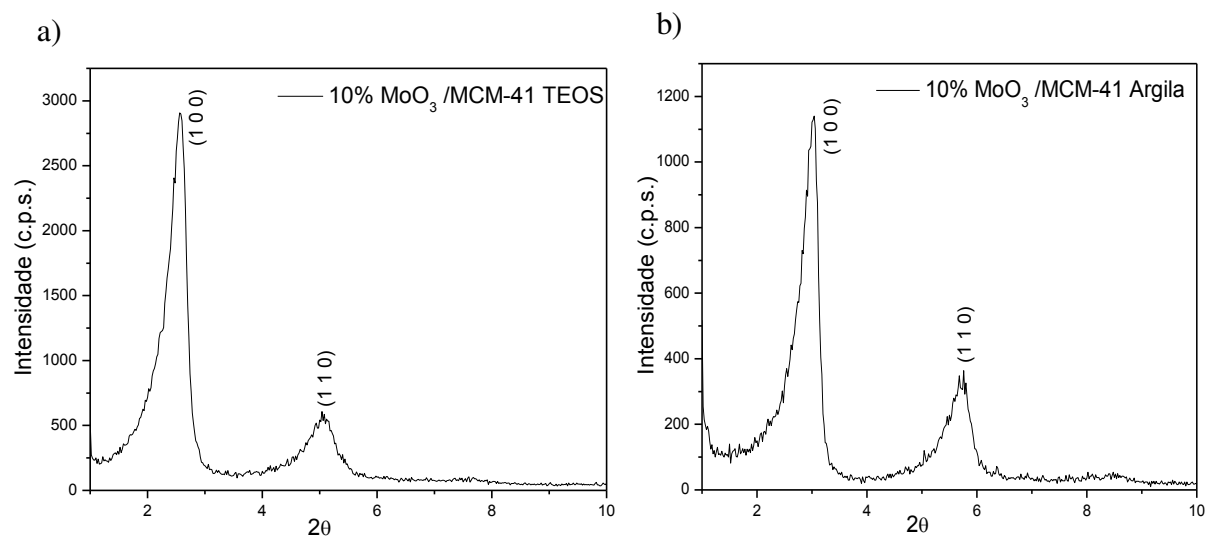 a)
10% MoO₃ /MCM-41 TEOS
(1 0 0)
(1 1 0)
Intensidade (c.p.s.)
3000
2500
2000
1500
1000
500
0
2
4
6
8
10
2θ
b)
10% MoO₃ /MCM-41 Argila
(1 0 0)
(1 1 0)
Intensidade (c.p.s.)
1200
1000
800
600
400
200
0
2
4
6
8
10
2θ